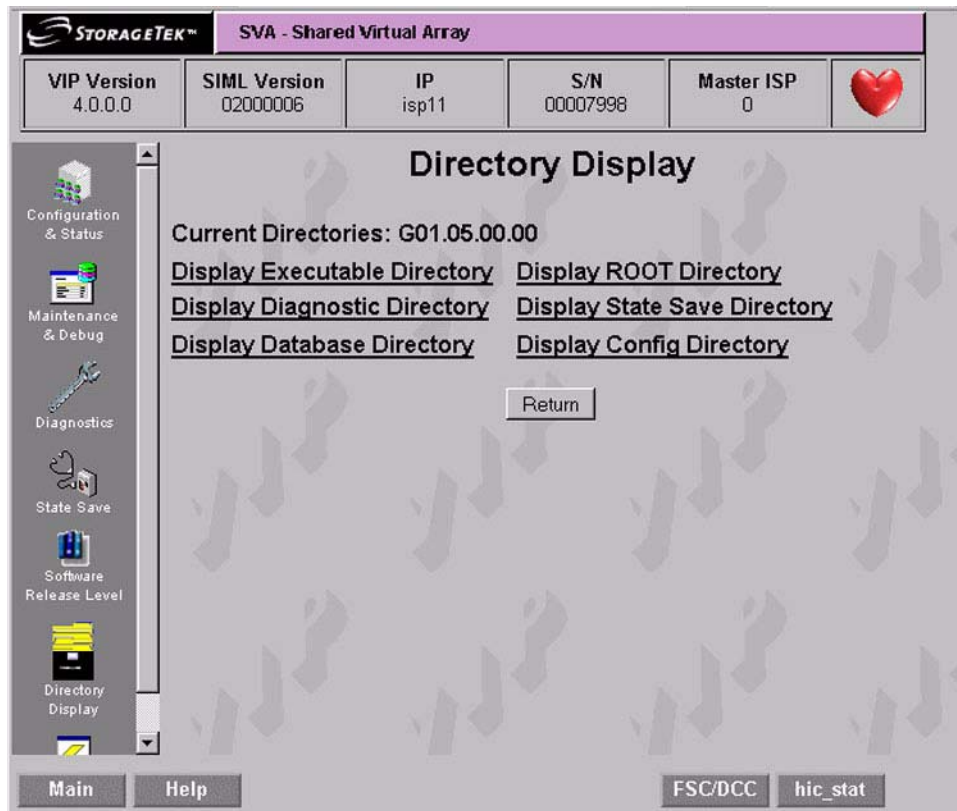 STORAGETEK™
SVA - Shared Virtual Array
VIP Version
4.0.0.0
SIML Version
02000006
IP
isp11
S/N
00007998
Master ISP
0
Configuration
& Status
Maintenance
& Debug
Diagnostics
State Save
Software
Release Level
Directory
Display
Directory Display
Current Directories: G01.05.00.00
Display Executable Directory
Display ROOT Directory
Display Diagnostic Directory
Display State Save Directory
Display Database Directory
Display Config Directory
Return
Main
Help
FSC/DCC
hic_stat